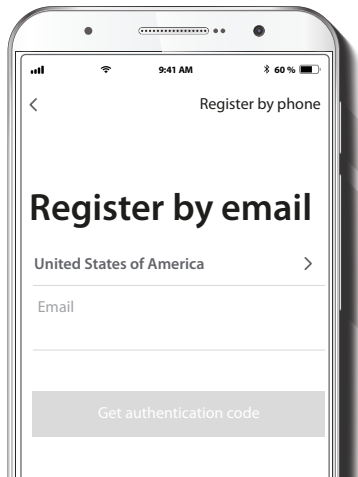 9:41 AM 60 %
Register by phone
Register by email
United States of America
Email
Get authentication code